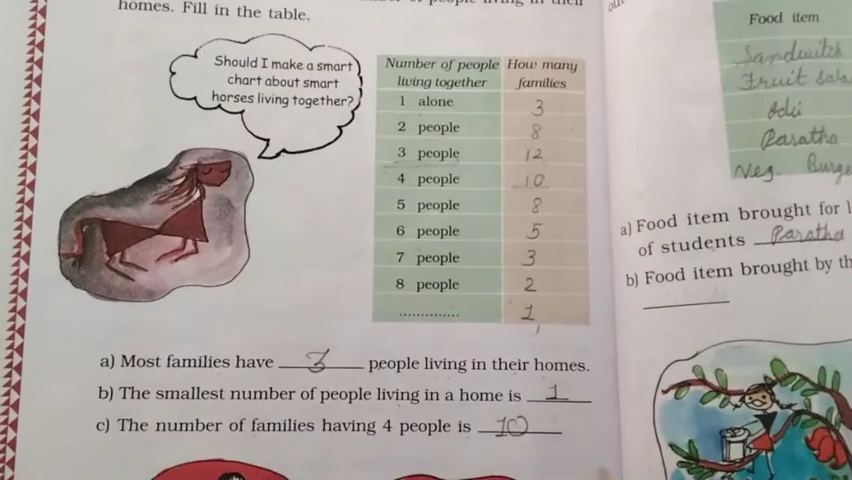 homes. Fill in the table.
Should I make a smart
chart about smart
horses living together?
Number of people living together How many families
1 alone 3
2 people 8
3 people 12
4 people 10
5 people 8
6 people 5
7 people 3
8 people 2
.............. 1
a) Most families have 3 people living in their homes.
b) The smallest number of people living in a home is 1
c) The number of families having 4 people is 10
Food item
Sandwitch
Fruit
Paratha
Veg. Burge
a) Food item brought for l
of students Paratha
b) Food item brought by th